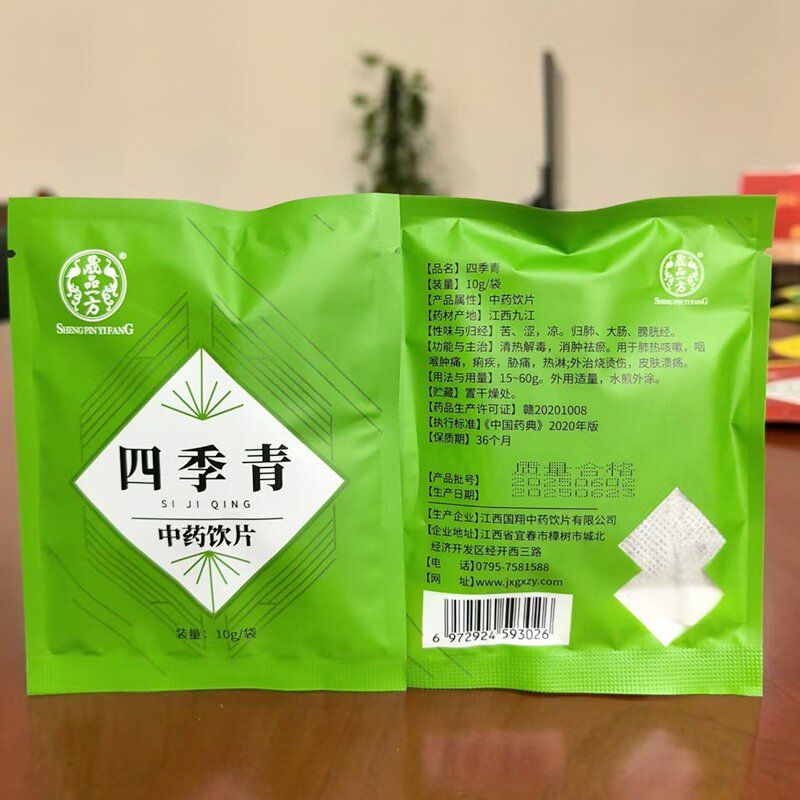 晟品一方
®
SHENG PIN YI FANG
四季青
SI JI QING
中药饮片
装量：10g/袋
晟品一方
®
SHENG PIN YI FANG
【品名】四季青
【装量】10g/袋
【产品属性】中药饮片
【药材产地】江西九江
【性味与归经】苦、涩，凉。归肺、大肠、膀胱经。
【功能与主治】清热解毒，消肿祛瘀。用于肺热咳嗽，咽
喉肿痛，痢疾，胁痛，热淋;外治烧烫伤，皮肤溃疡。
【用法与用量】15~60g。外用适量，水煎外涂。
【贮藏】置干燥处。
【药品生产许可证】赣20201008
【执行标准】《中国药典》2020年版
【保质期】36个月
质量合格
【产品批号】
【生产日期】
20250625
【生产企业】江西国翔中药饮片有限公司
【企业地址】江西省宜春市樟树市城北
经济开发区经开西三路
【电 话】0795-7581588
【网 址】www.jxgxzy.com
6 972924 593026